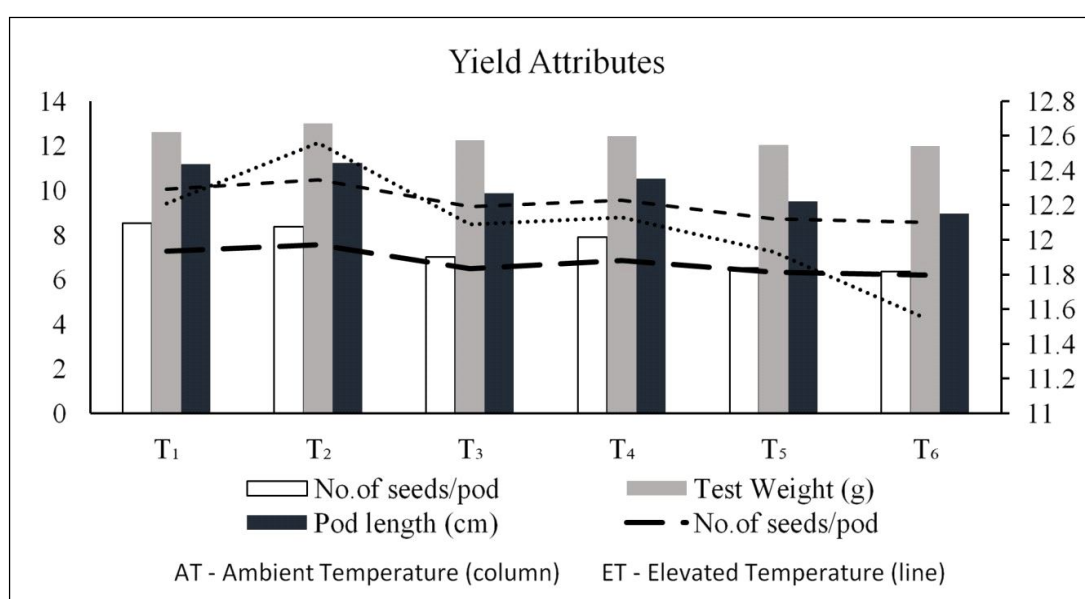 Yield Attributes
14 12.8
12 12.6
10 12.4
8 12.2
6 12
4 11.8
2 11.6
0 11.4
11.2
11
T₁ T₂ T₃ T₄ T₅ T₆
No.of seeds/pod Test Weight (g)
Pod length (cm) No.of seeds/pod
AT - Ambient Temperature (column) ET - Elevated Temperature (line)